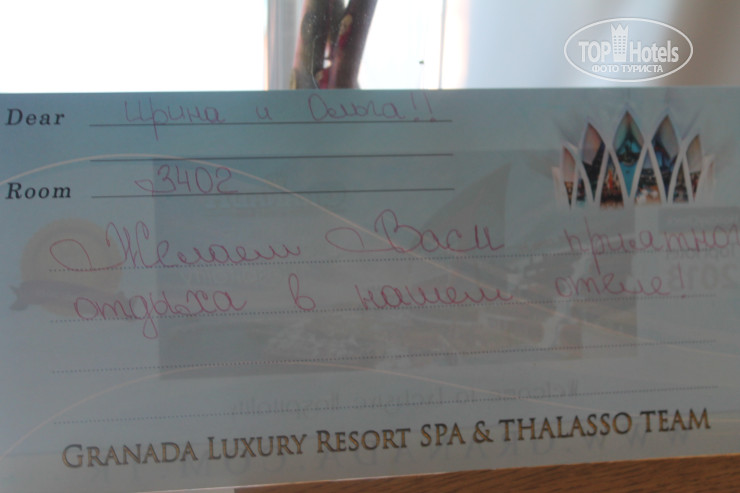 TOP Hotels
ФОТО ТУРИСТА
Dear Ирина и Ольга!!
Room 3402
Желаем Вам приятного
отдыха в нашем отеле!
GRANADA LUXURY RESORT SPA & THALASSO TEAM